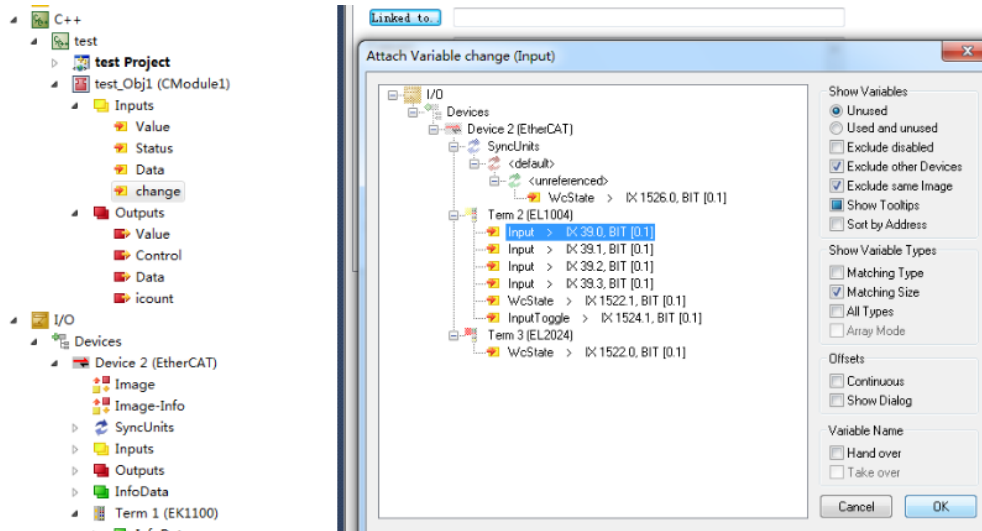 C++
test
test Project
test_Obj1 (CModule1)
Inputs
Value
Status
Data
change
Outputs
Value
Control
Data
icount
I/O
Devices
Device 2 (EtherCAT)
Image
Image-Info
SyncUnits
Inputs
Outputs
InfoData
Term 1 (EK1100)
Linked to..
Attach Variable change (Input)
I/O
Devices
Device 2 (EtherCAT)
SyncUnits
<default>
<unreferenced>
WcState > IX 1526.0, BIT [0.1]
Term 2 (EL1004)
Input > IX 39.0, BIT [0.1]
Input > IX 39.1, BIT [0.1]
Input > IX 39.2, BIT [0.1]
Input > IX 39.3, BIT [0.1]
WcState > IX 1522.1, BIT [0.1]
InputToggle > IX 1524.1, BIT [0.1]
Term 3 (EL2024)
WcState > IX 1522.0, BIT [0.1]
Show Variables
Unused
Used and unused
Exclude disabled
Exclude other Devices
Exclude same Image
Show Tooltips
Sort by Address
Show Variable Types
Matching Type
Matching Size
All Types
Array Mode
Offsets
Continuous
Show Dialog
Variable Name
Hand over
Take over
Cancel
OK